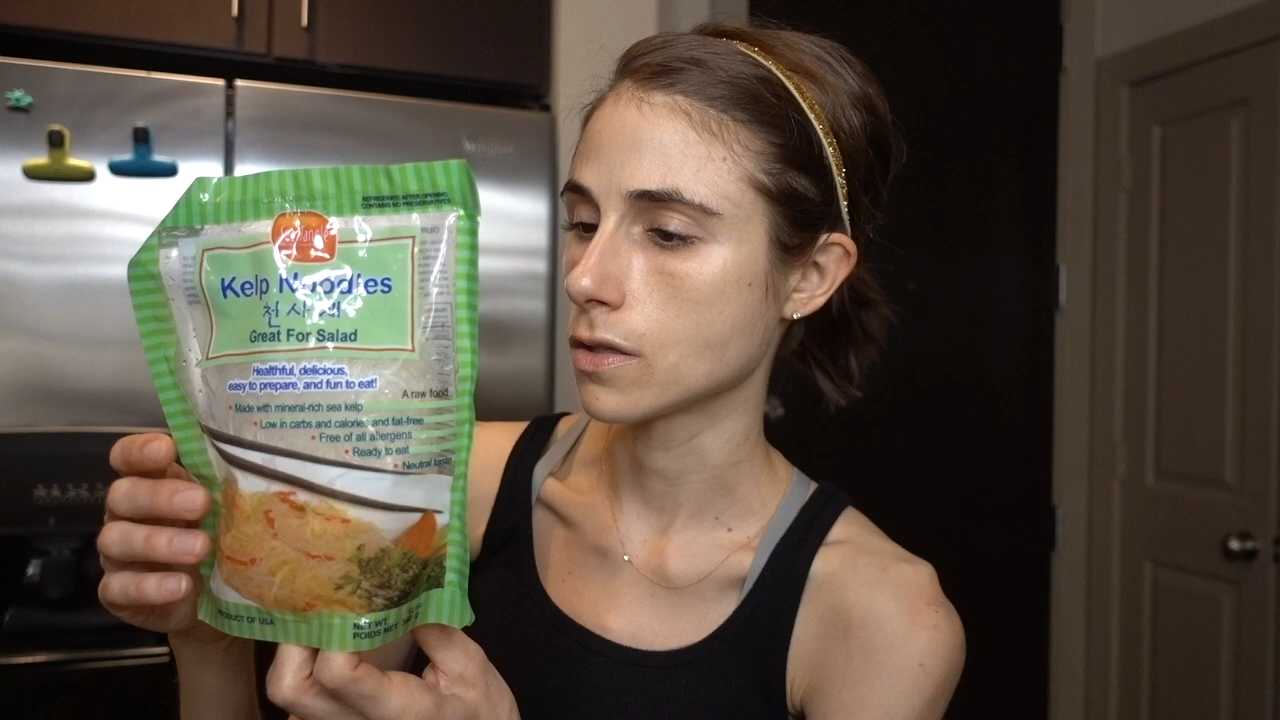 REFRIGERATE AFTER OPENING
CONTAINS NO PRESERVATIVES
Kelp Noodles
천사채
Great For Salad
Healthful, delicious,
easy to prepare, and fun to eat!
A raw food
• Made with mineral-rich sea kelp
• Low in carbs and calories and fat-free
• Free of all allergens
• Ready to eat
• Neutral taste
PRODUCT OF USA
NET WT.
POIDS NET